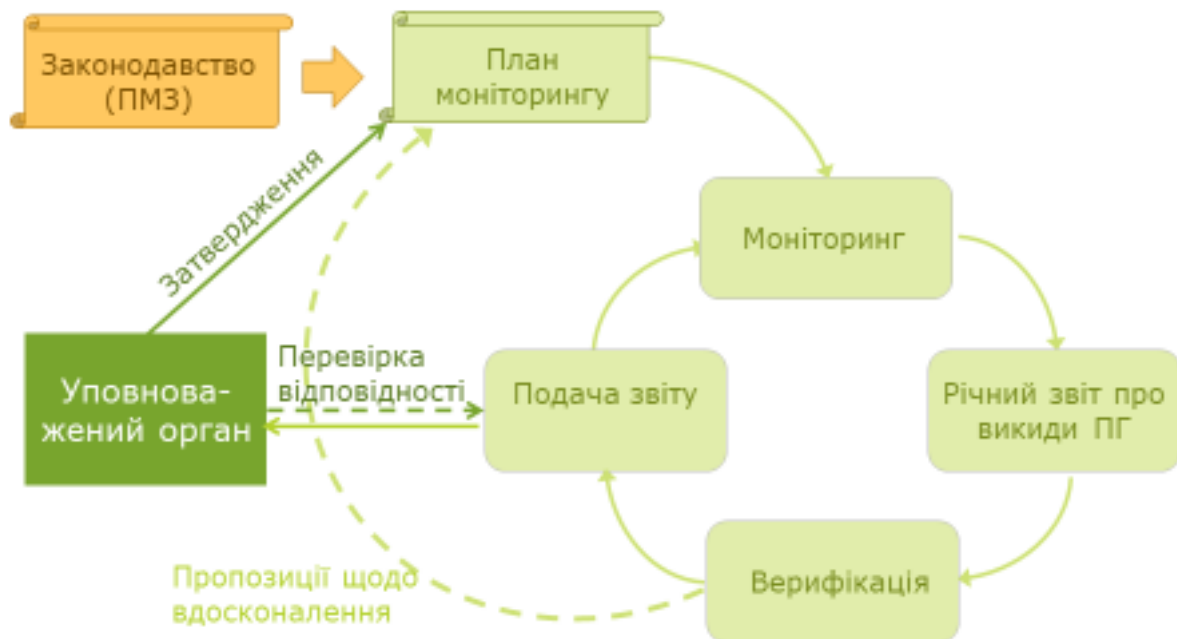 Законодавство
(ПМЗ)
План
моніторингу
Затвердження
Моніторинг
Уповнова-
жений орган
Перевірка
відповідності
Подача звіту
Річний звіт про
викиди ПГ
Верифікація
Пропозиції щодо
вдосконалення